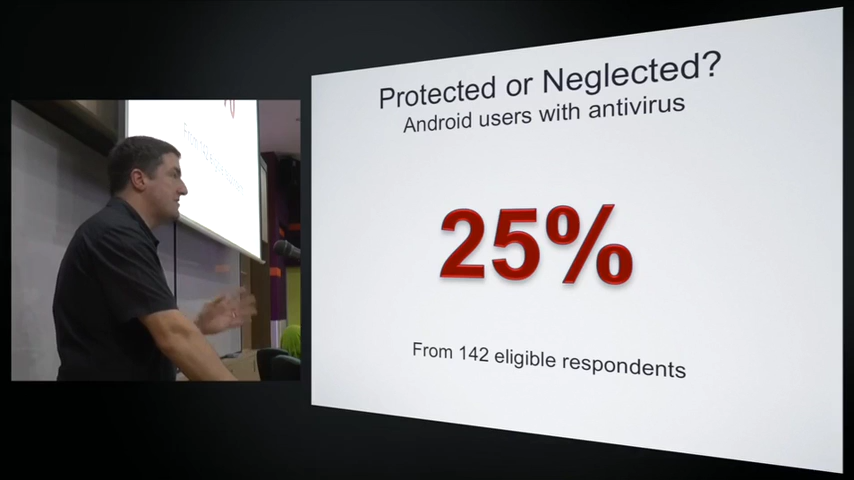 Protected or Neglected?
Android users with antivirus
25%
From 142 eligible respondents